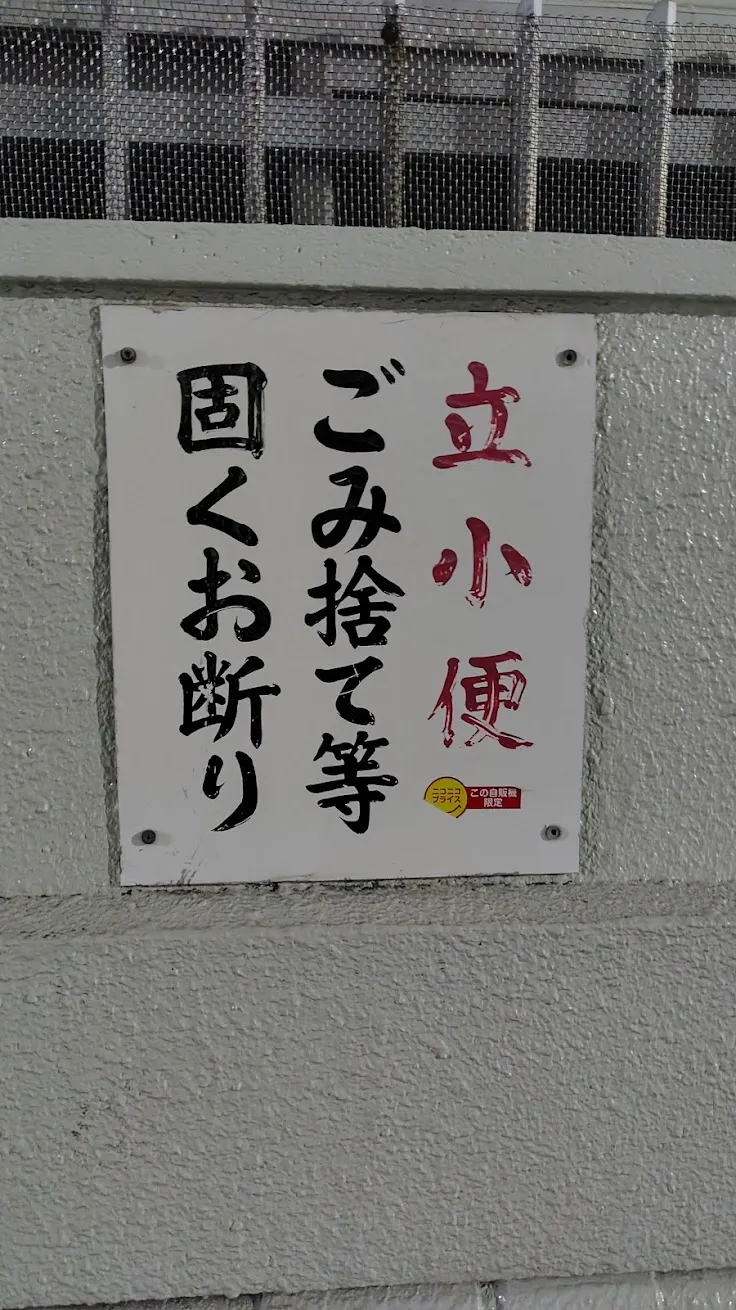 立小便
ごみ捨て等
固くお断り
ニコニコ
プライス
この自販機
限定